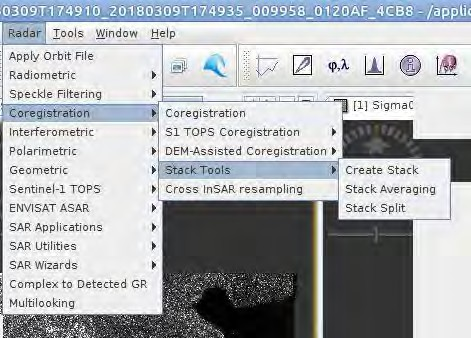 0309T174910_20180309T174935_009958_0120AF_4CB8 - /applic
Radar Tools Window Help
φ,λ
Apply Orbit File
Radiometric
Speckle Filtering
[1] Sigma0
Coregistration
Interferometric
Polarimetric
Geometric
Sentinel-1 TOPS
ENVISAT ASAR
SAR Applications
SAR Utilities
SAR Wizards
Complex to Detected GR
Multilooking
Coregistration
S1 TOPS Coregistration
DEM-Assisted Coregistration
Stack Tools
Cross InSAR resampling
Create Stack
Stack Averaging
Stack Split